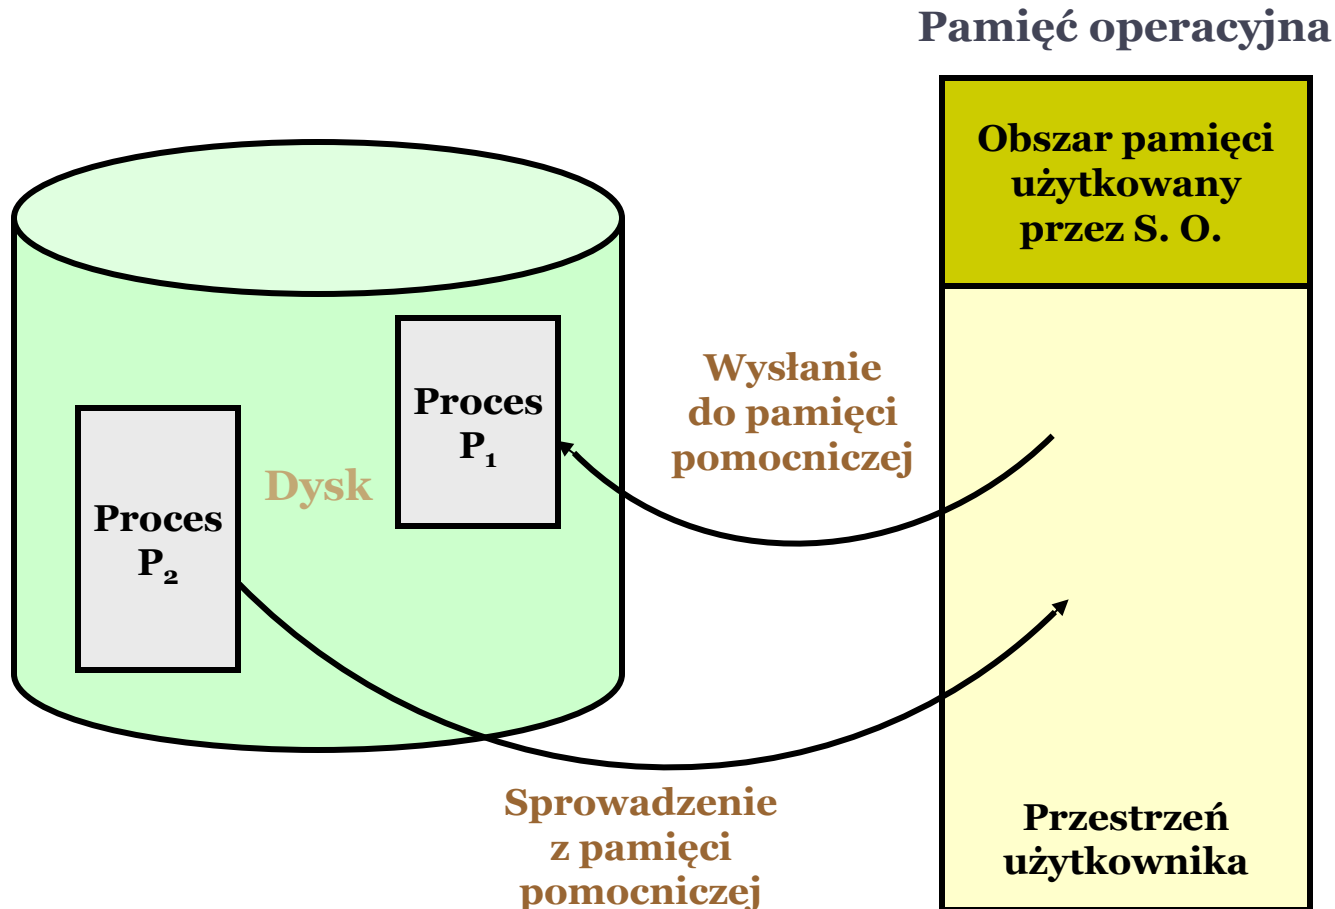 Pamięć operacyjna
Obszar pamięci
użytkowany
przez S. O.
Wysłanie
do pamięci
pomocniczej
Proces
P₁
Dysk
Proces
P₂
Sprowadzenie
z pamięci
pomocniczej
Przestrzeń
użytkownika